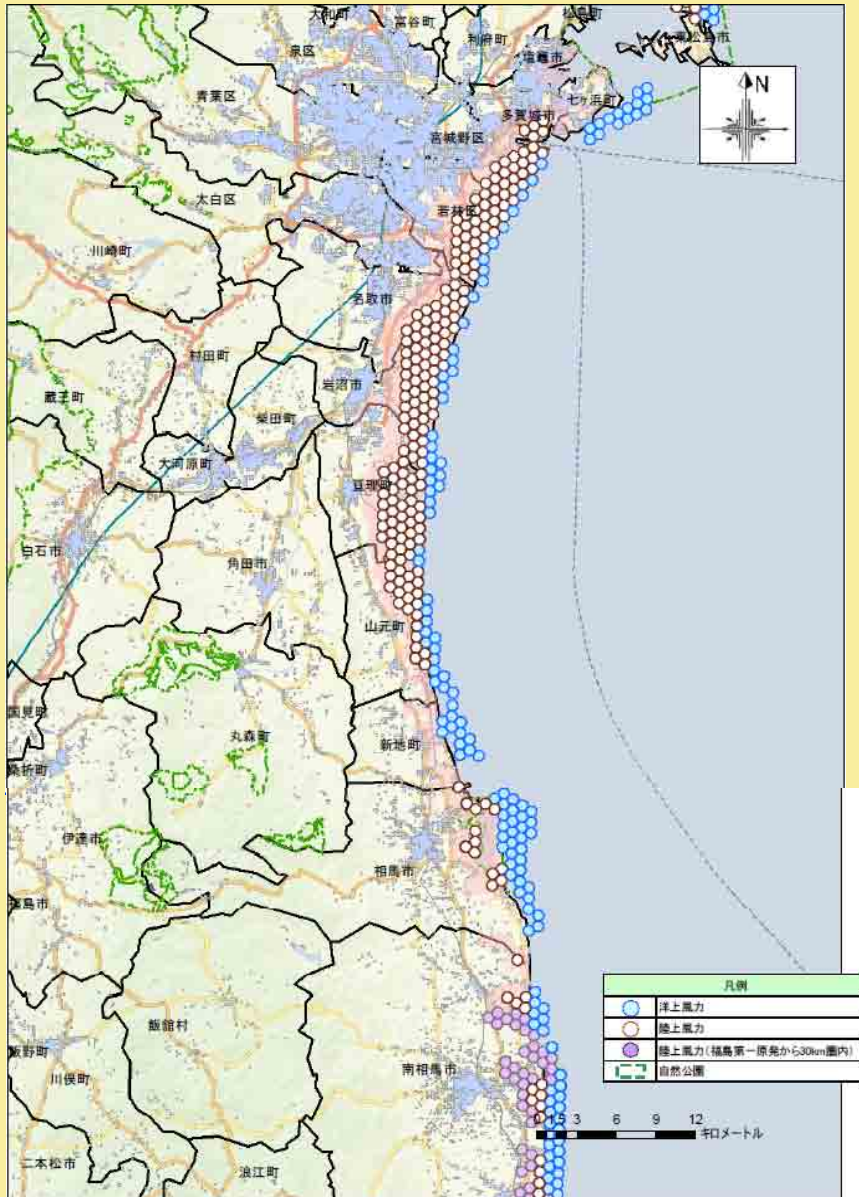 大和町
富谷町
松島町
利府町
東松島市
泉区
塩竈市
青葉区
七ヶ浜町
多賀城市
宮城野区
N
太白区
若林区
川崎町
名取市
村田町
岩沼市
蔵王町
柴田町
大河原町
亘理町
白石市
角田市
山元町
国見町
丸森町
新地町
桑折町
伊達市
相馬市
福島市
凡例
洋上風力
陸上風力
陸上風力(福島第一原発から30km圏内)
自然公園
飯舘村
飯野町
川俣町
南相馬市
0 1.5 3 6 9 12
キロメートル
二本松市
浪江町